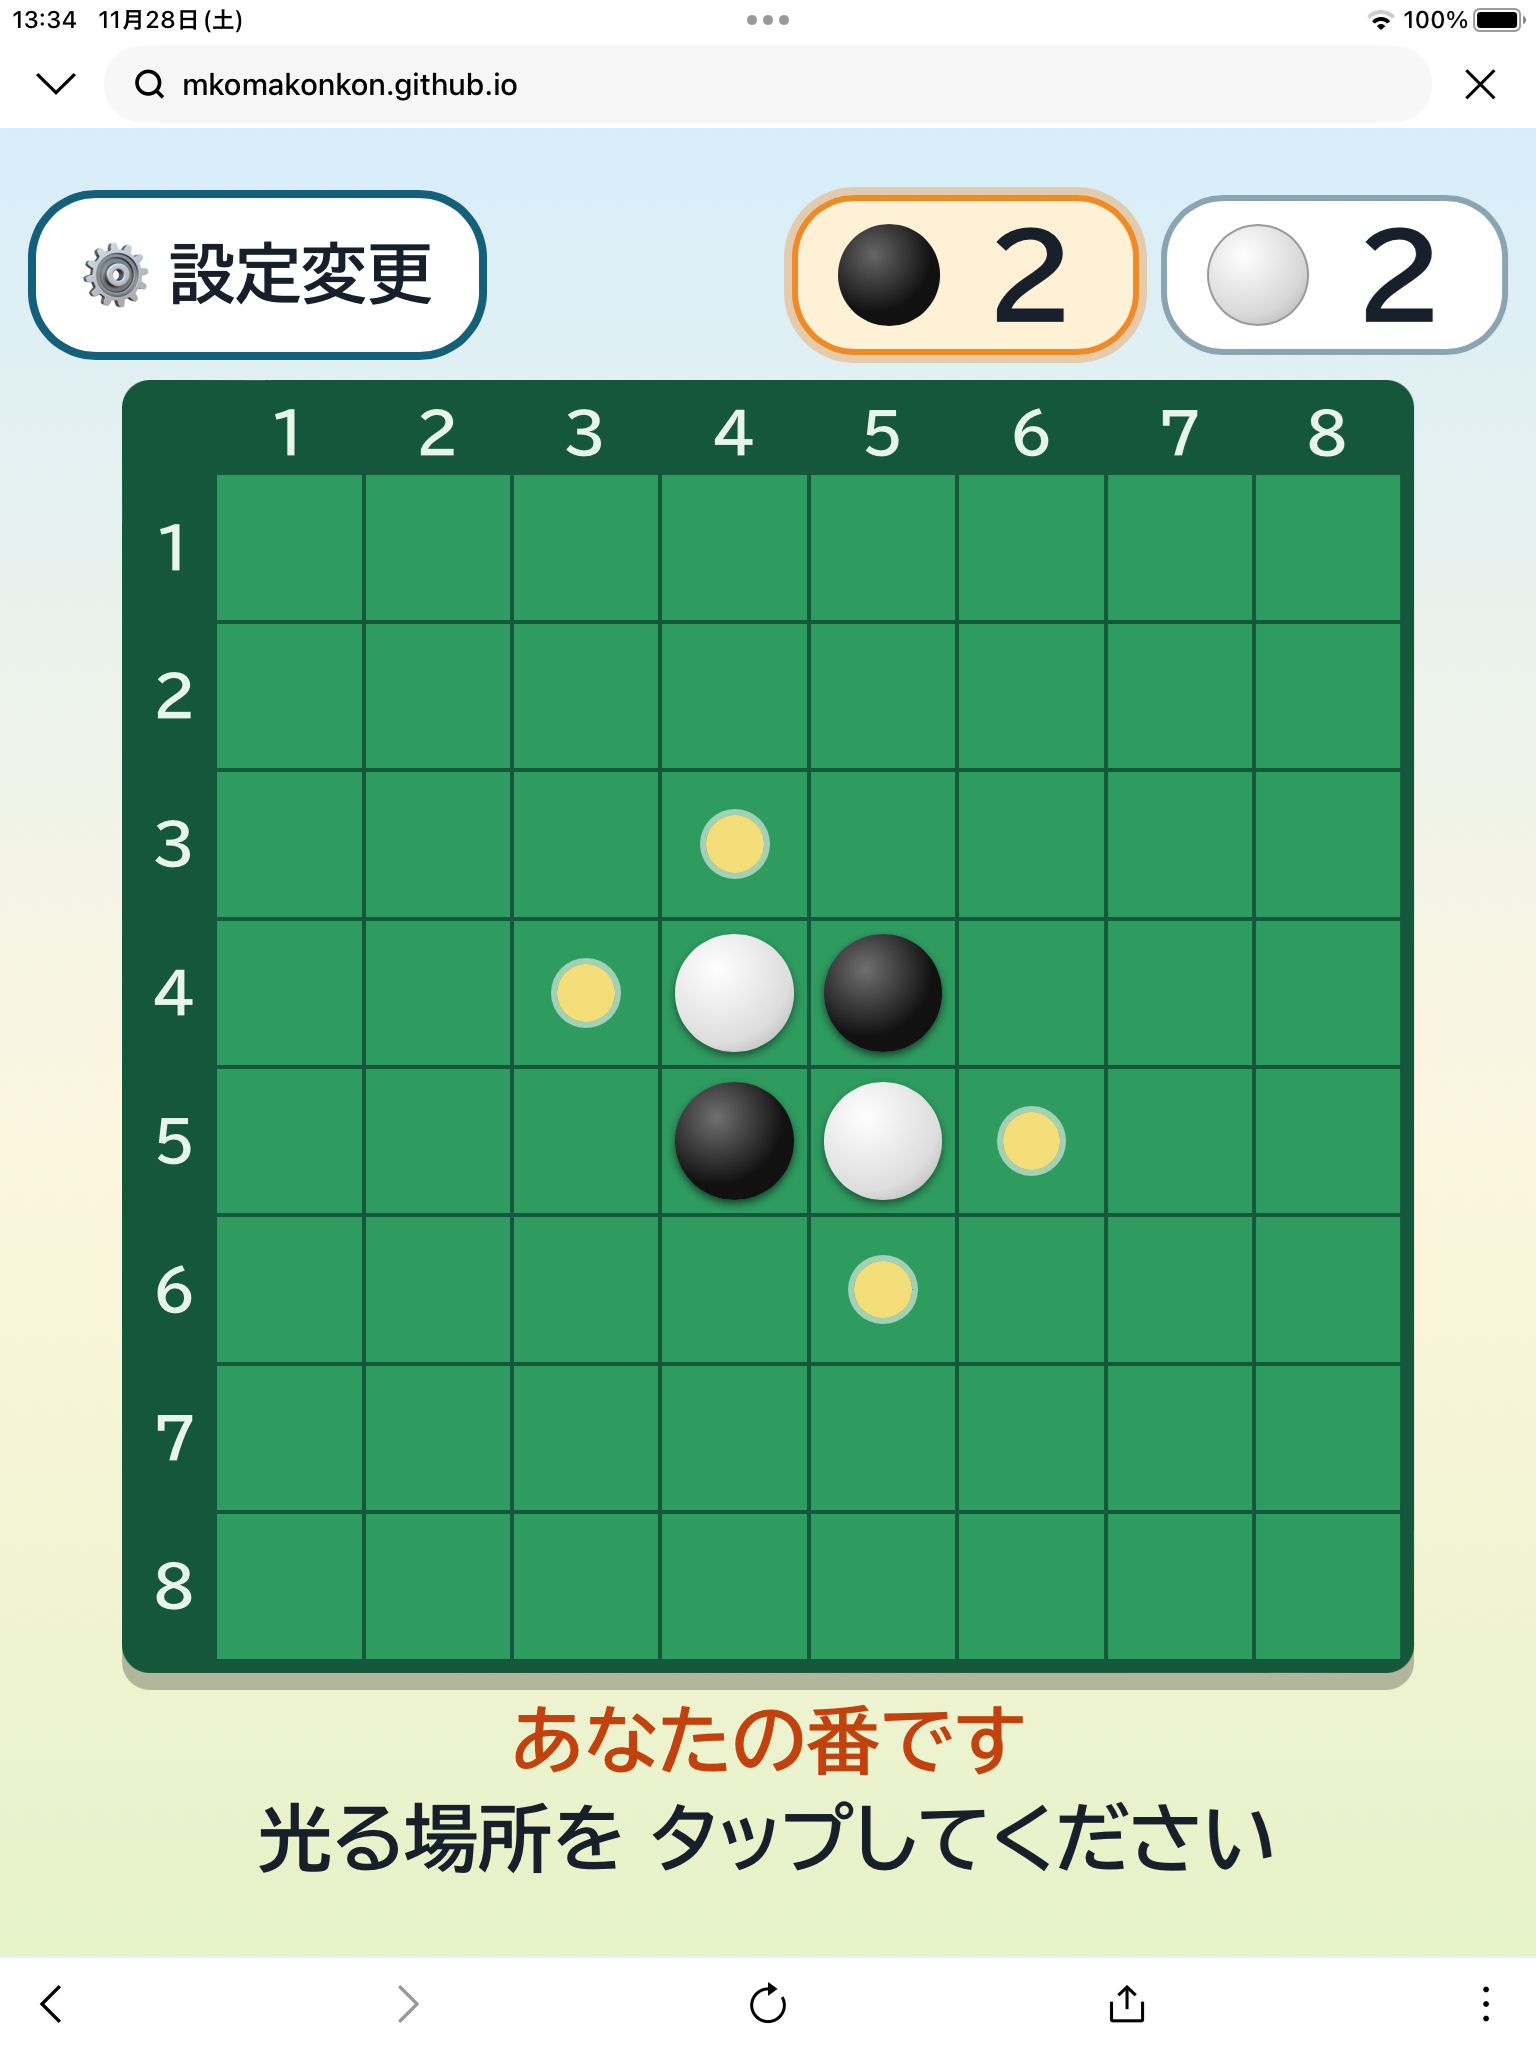 13:34 11月28日(土) 100%
mkomakonkon.github.io
設定変更 2 2
1 2 3 4 5 6 7 8
1
2
3
4
5
6
7
8
あなたの番です
光る場所を タップしてください